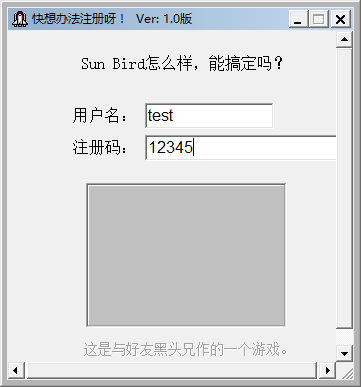 快想办法注册呀！ Ver: 1.0版
Sun Bird怎么样，能搞定吗？
用户名： test
注册码： 12345
这是与好友黑头兄作的一个游戏。